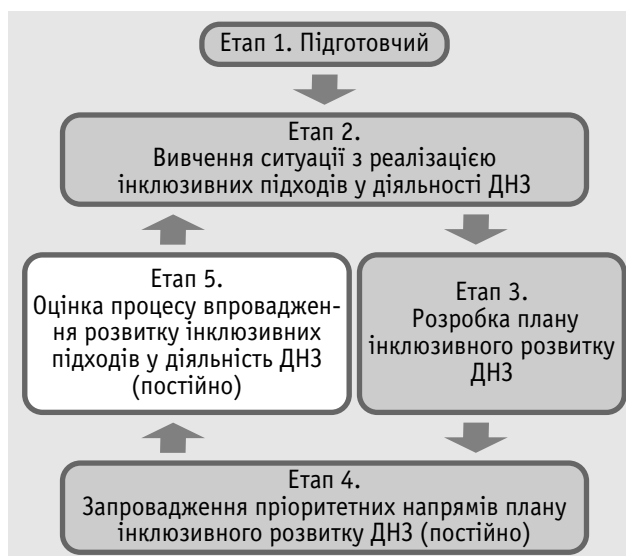 Етап 1. Підготовчий
Етап 2.
Вивчення ситуації з реалізацією
інклюзивних підходів у діяльності ДНЗ
Етап 5.
Оцінка процесу впроваджен-
ня розвитку інклюзивних
підходів у діяльність ДНЗ
(постійно)
Етап 3.
Розробка плану
інклюзивного розвитку
ДНЗ
Етап 4.
Запровадження пріоритетних напрямів плану
інклюзивного розвитку ДНЗ (постійно)